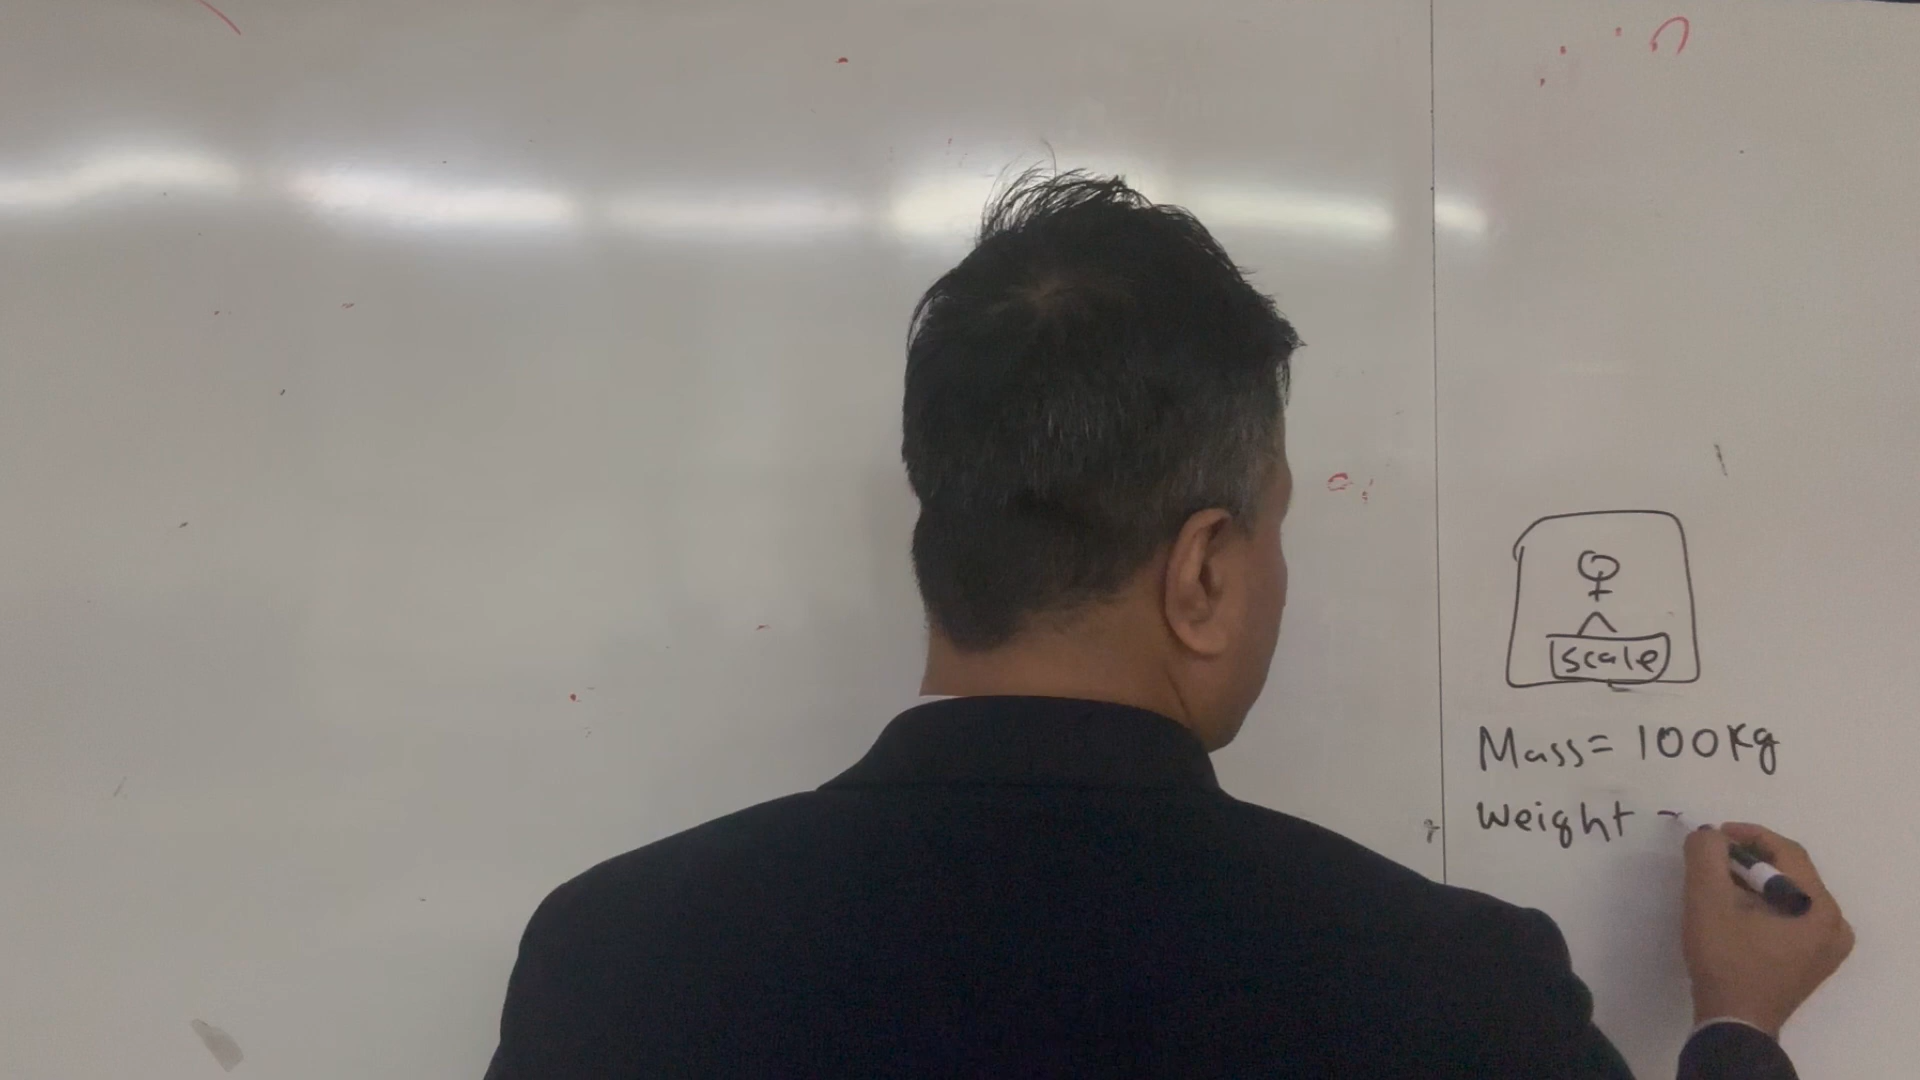 scale
Mass = 100Kg
Weight =